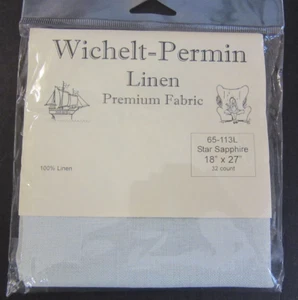 Wichelt-Permin
Linen
Premium Fabric
65-113L
Star Sapphire
18" x 27"
32 count
100% Linen